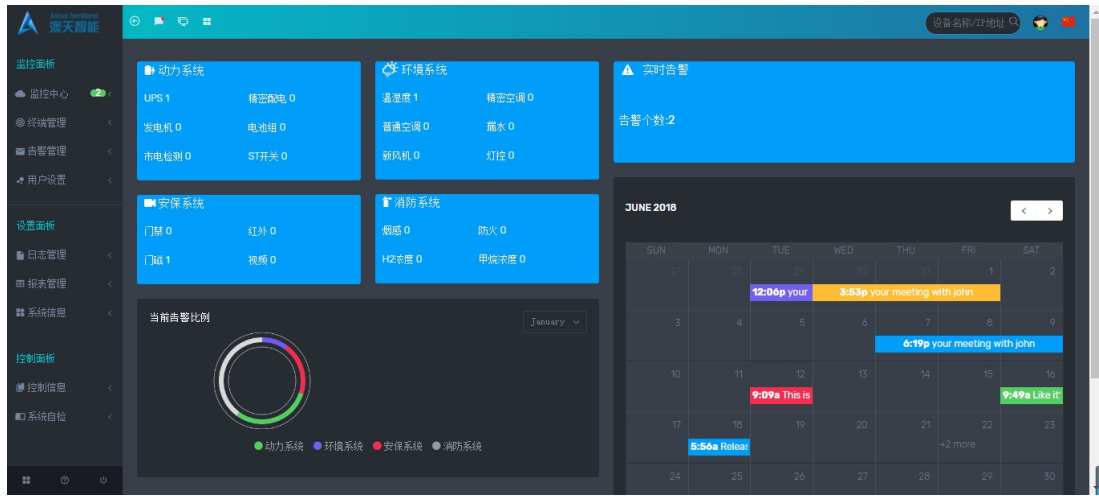 澳天智能
设备名称/IP地址
监控面板
监控中心 2
终端管理
告警管理
用户设置
设置面板
日志管理
报表管理
系统信息
控制面板
控制信息
系统自检
动力系统
UPS 1 精密配电 0
发电机 0 电池组 0
市电检测 0 ST开关 0
环境系统
温湿度 1 精密空调 0
普通空调 0 漏水 0
新风机 0 灯控 0
安保系统
门禁 0 红外 0
门磁 1 视频 0
消防系统
烟感 0 防火 0
H2浓度 0 甲烷浓度 0
当前告警比例
January
动力系统 环境系统 安保系统 消防系统
实时告警
告警个数:2
JUNE 2018
SUN MON TUE WED THU FRI SAT
27 28 29 30 31 1 2
12:06p your 3:53p your meeting with john
3 4 5 6 7 8 9
6:19p your meeting with john
10 11 12 13 14 15 16
9:09a This is 9:49a Like it'
17 18 19 20 21 22 23
5:56a Releas +2 more
24 25 26 27 28 29 30